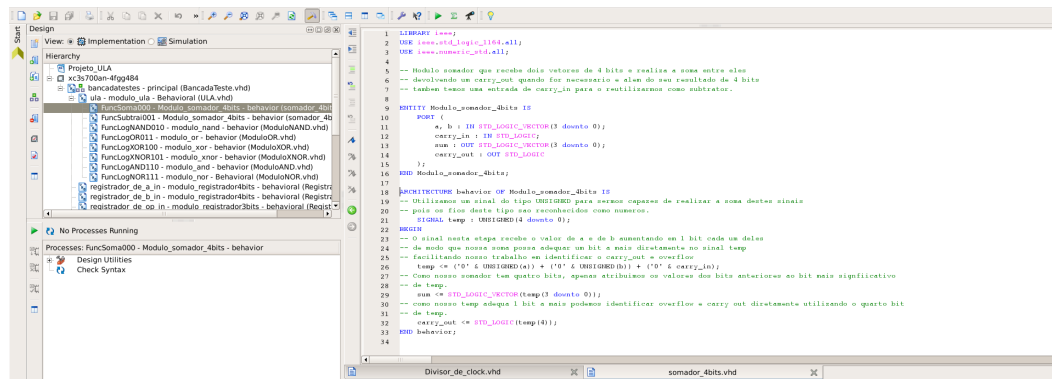 Start
Design
View: Implementation Simulation
Hierarchy
Projeto_ULA
xc3s700an-4fgg484
bancadatestes - principal (BancadaTeste.vhd)
ula - modulo_ula - Behavioral (ULA.vhd)
FuncSoma000 - Modulo_somador_4bits - behavior (somador_4bit
FuncSubtrai001 - Modulo_somador_4bits - behavior (somador_4b
FuncLogNAND010 - modulo_nand - behavior (ModuloNAND.vhd)
FuncLogOR011 - modulo_or - behavior (ModuloOR.vhd)
FuncLogXOR100 - modulo_xor - behavior (ModuloXOR.vhd)
FuncLogXNOR101 - modulo_xnor - behavior (ModuloXNOR.vhd)
FuncLogAND110 - modulo_and - behavior (ModuloAND.vhd)
FuncLogNOR111 - modulo_nor - Behavioral (ModuloNOR.vhd)
registrador_de_a_in - modulo_registrador4bits - behavioral (Registra
registrador_de_b_in - modulo_registrador4bits - behavioral (Registra
registrador_de_op_in - modulo_registrador3bits - behavioral (Regist
No Processes Running
Processes: FuncSoma000 - Modulo_somador_4bits - behavior
Design Utilities
Check Syntax
1 LIBRARY ieee;
2 USE ieee.std_logic_1164.all;
3 USE ieee.numeric_std.all;
4
5 -- Modulo somador que recebe dois vetores de 4 bits e realiza a soma entre eles
6 -- devolvendo um carry_out quando for necessario e alem do seu resultado de 4 bits
7 -- tambem temos uma entrada de carry_in para o reutilizarmos como subtrator.
8
9 ENTITY Modulo_somador_4bits IS
10 PORT (
11 a, b : IN STD_LOGIC_VECTOR(3 downto 0);
12 carry_in : IN STD_LOGIC;
13 sum : OUT STD_LOGIC_VECTOR(3 downto 0);
14 carry_out : OUT STD_LOGIC
15 );
16 END Modulo_somador_4bits;
17
18 ARCHITECTURE behavior OF Modulo_somador_4bits IS
19 -- Utilizamos um sinal do tipo UNSIGNED para sermos capazes de realizar a soma destes sinais
20 -- pois os fios deste tipo sao reconhecidos como numeros.
21 SIGNAL temp : UNSIGNED(4 downto 0);
22 BEGIN
23 -- O sinal nesta etapa recebe o valor de a e de b aumentando em 1 bit cada um deles
24 -- de modo que nossa soma possa adequar um bit a mais diretamente no sinal temp
25 -- facilitando nosso trabalho em identificar o carry_out e overflow
26 temp <= ('0' & UNSIGNED(a)) + ('0' & UNSIGNED(b)) + ('0' & carry_in);
27 -- Como nosso somador tem quatro bits, apenas atribuimos os valores dos bits anteriores ao bit mais signfiicativo
28 -- de temp.
29 sum <= STD_LOGIC_VECTOR(temp(3 downto 0));
30 -- como nosso temp adequa 1 bit a mais podemos identificar overflow e carry out diretamente utilizando o quarto bit
31 -- de temp.
32 carry_out <= STD_LOGIC(temp(4));
33 END behavior;
34
Divisor_de_clock.vhd
somador_4bits.vhd